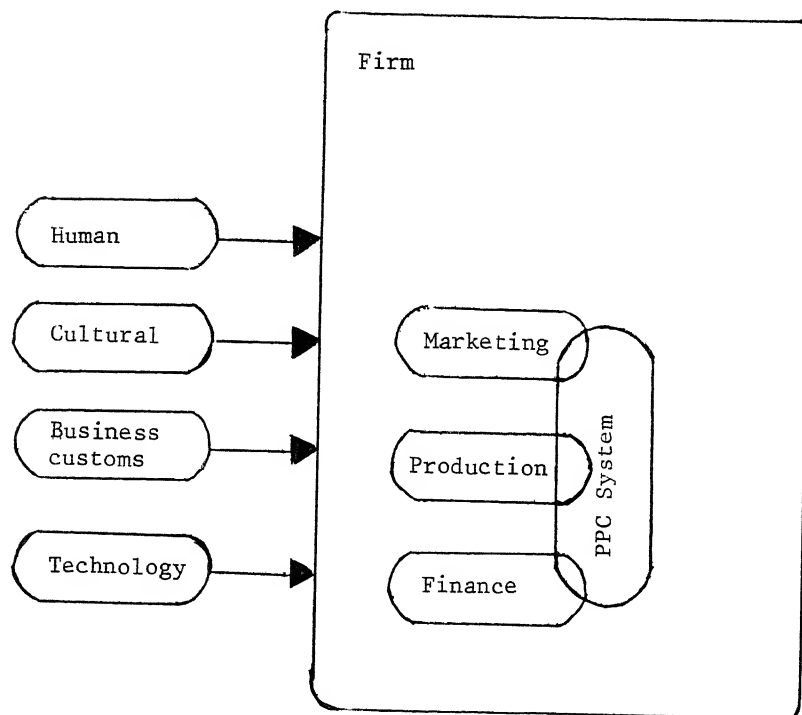 Firm
Human
Cultural
Business
customs
Technology
Marketing
Production
Finance
PPC System